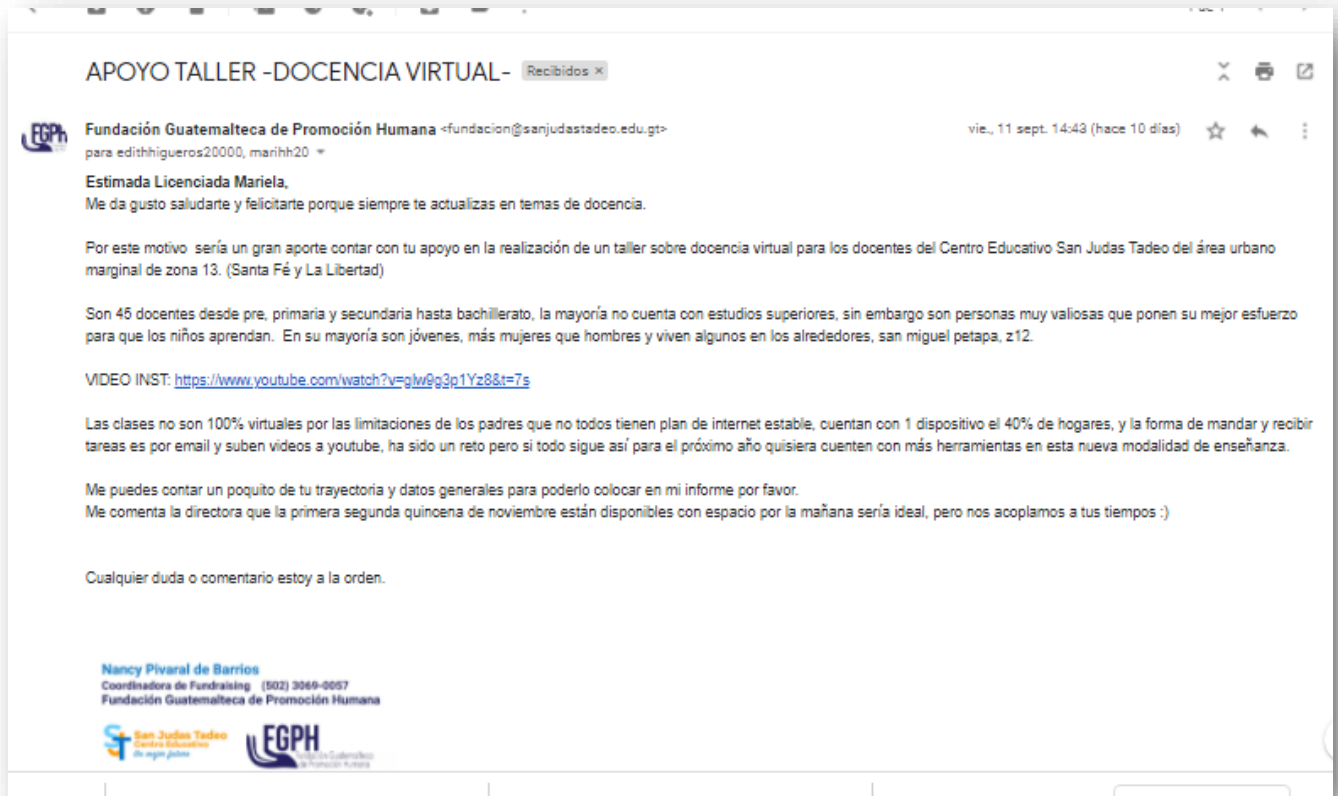 APOYO TALLER -DOCENCIA VIRTUAL- Recibidos ×
Fundación Guatemalteca de Promoción Humana <fundacion@sanjudastadeo.edu.gt> vie., 11 sept. 14:43 (hace 10 días)
para edithhigueros20000, marihh20
Estimada Licenciada Mariela,
Me da gusto saludarte y felicitarte porque siempre te actualizas en temas de docencia.
Por este motivo sería un gran aporte contar con tu apoyo en la realización de un taller sobre docencia virtual para los docentes del Centro Educativo San Judas Tadeo del área urbano
marginal de zona 13. (Santa Fé y La Libertad)
Son 45 docentes desde pre, primaria y secundaria hasta bachillerato, la mayoría no cuenta con estudios superiores, sin embargo son personas muy valiosas que ponen su mejor esfuerzo
para que los niños aprendan. En su mayoría son jóvenes, más mujeres que hombres y viven algunos en los alrededores, san miguel petapa, z12.
VIDEO INST: https://www.youtube.com/watch?v=glw9g3p1Yz8&t=7s
Las clases no son 100% virtuales por las limitaciones de los padres que no todos tienen plan de internet estable, cuentan con 1 dispositivo el 40% de hogares, y la forma de mandar y recibir
tareas es por email y suben videos a youtube, ha sido un reto pero si todo sigue así para el próximo año quisiera cuenten con más herramientas en esta nueva modalidad de enseñanza.
Me puedes contar un poquito de tu trayectoria y datos generales para poderlo colocar en mi informe por favor.
Me comenta la directora que la primera segunda quincena de noviembre están disponibles con espacio por la mañana sería ideal, pero nos acoplamos a tus tiempos :)
Cualquier duda o comentario estoy a la orden.
Nancy Pivaral de Barrios
Coordinadora de Fundraising (502) 3069-0057
Fundación Guatemalteca de Promoción Humana
San Judas Tadeo
Centro Educativo
Un mejor futuro
FGPH
Fundación Guatemalteca
de Promoción Humana